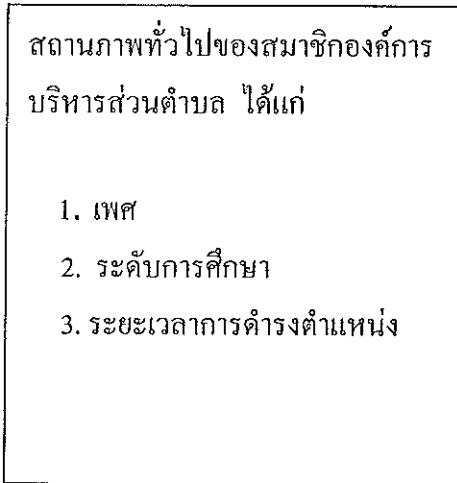 สถานภาพทั่วไปของสมาชิกองค์การ
บริหารส่วนตำบล ได้แก่
1. เพศ
2. ระดับการศึกษา
3. ระยะเวลาการดำรงตำแหน่ง